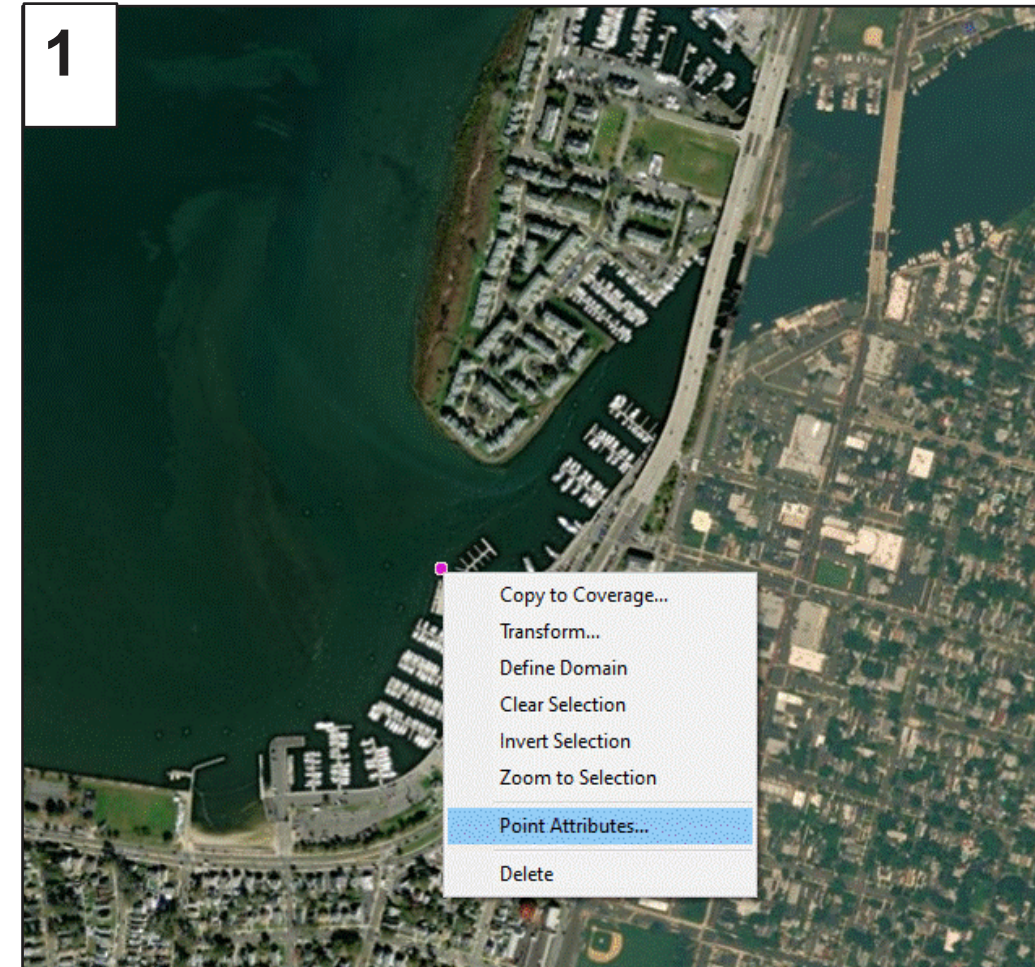 1
Copy to Coverage...
Transform...
Define Domain
Clear Selection
Invert Selection
Zoom to Selection
Point Attributes...
Delete